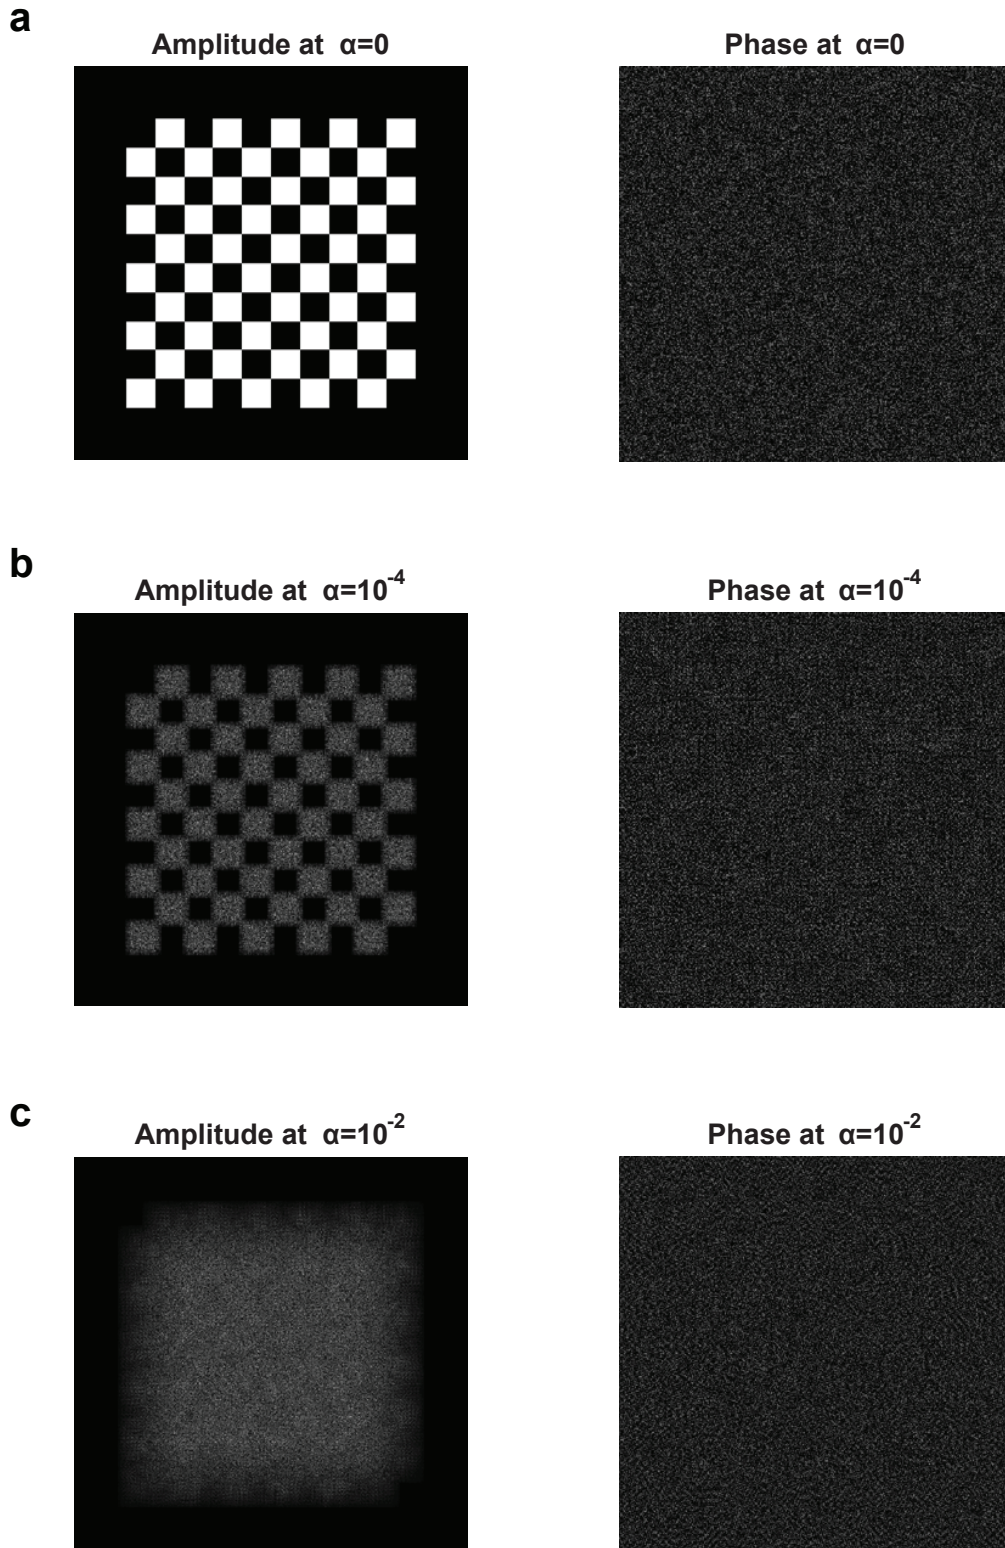 a
Amplitude at α=0
Phase at α=0
b
Amplitude at α=10⁻⁴
Phase at α=10⁻⁴
c
Amplitude at α=10⁻²
Phase at α=10⁻²